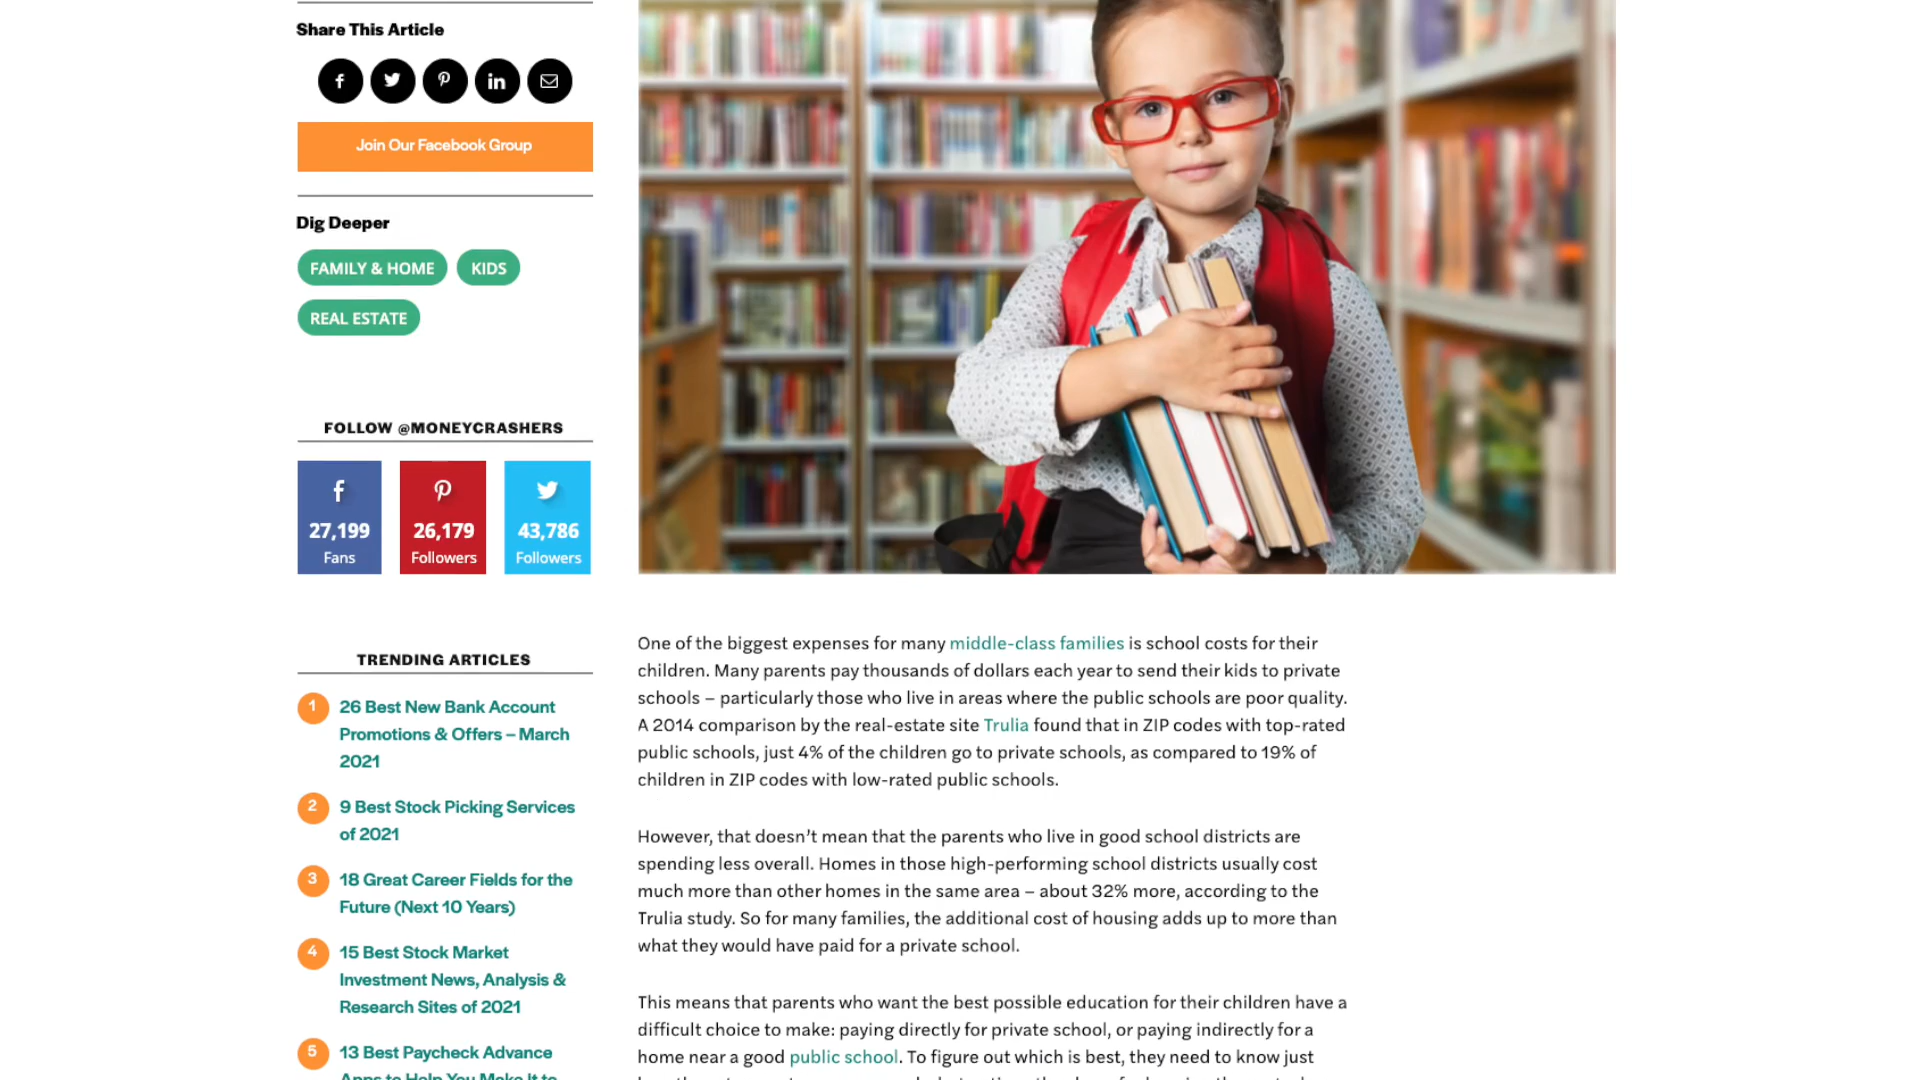 Share This Article
Join Our Facebook Group
Dig Deeper
FAMILY & HOME
KIDS
REAL ESTATE
FOLLOW @MONEYCRASHERS
27,199
Fans
26,179
Followers
43,786
Followers
TRENDING ARTICLES
1
26 Best New Bank Account
Promotions & Offers – March
2021
2
9 Best Stock Picking Services
of 2021
3
18 Great Career Fields for the
Future (Next 10 Years)
4
15 Best Stock Market
Investment News, Analysis &
Research Sites of 2021
5
13 Best Paycheck Advance
Apps to Help You Make It to
One of the biggest expenses for many middle-class families is school costs for their
children. Many parents pay thousands of dollars each year to send their kids to private
schools – particularly those who live in areas where the public schools are poor quality.
A 2014 comparison by the real-estate site Trulia found that in ZIP codes with top-rated
public schools, just 4% of the children go to private schools, as compared to 19% of
children in ZIP codes with low-rated public schools.
However, that doesn’t mean that the parents who live in good school districts are
spending less overall. Homes in those high-performing school districts usually cost
much more than other homes in the same area – about 32% more, according to the
Trulia study. So for many families, the additional cost of housing adds up to more than
what they would have paid for a private school.
This means that parents who want the best possible education for their children have a
difficult choice to make: paying directly for private school, or paying indirectly for a
home near a good public school. To figure out which is best, they need to know just